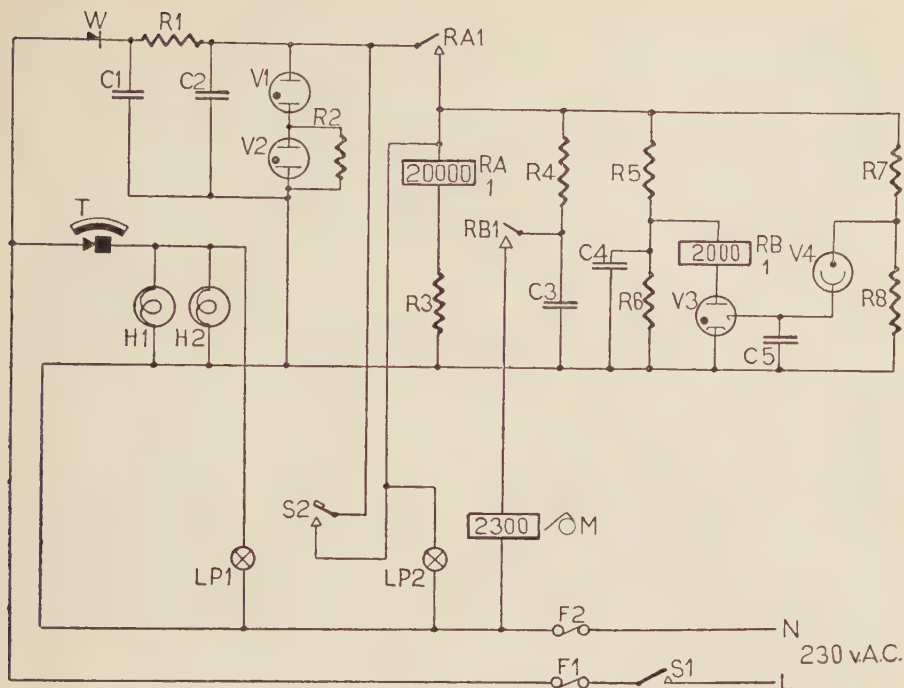 W
R1
RA1
C1
C2
V1
R2
V2
20000
RA
1
R4
R5
R7
T
RB1
C4
2000
RB
1
V4
H1
H2
R3
C3
R6
V3
C5
R8
S2
LP1
LP2
2300
M
F2
N
230 v.A.C.
F1
S1
L